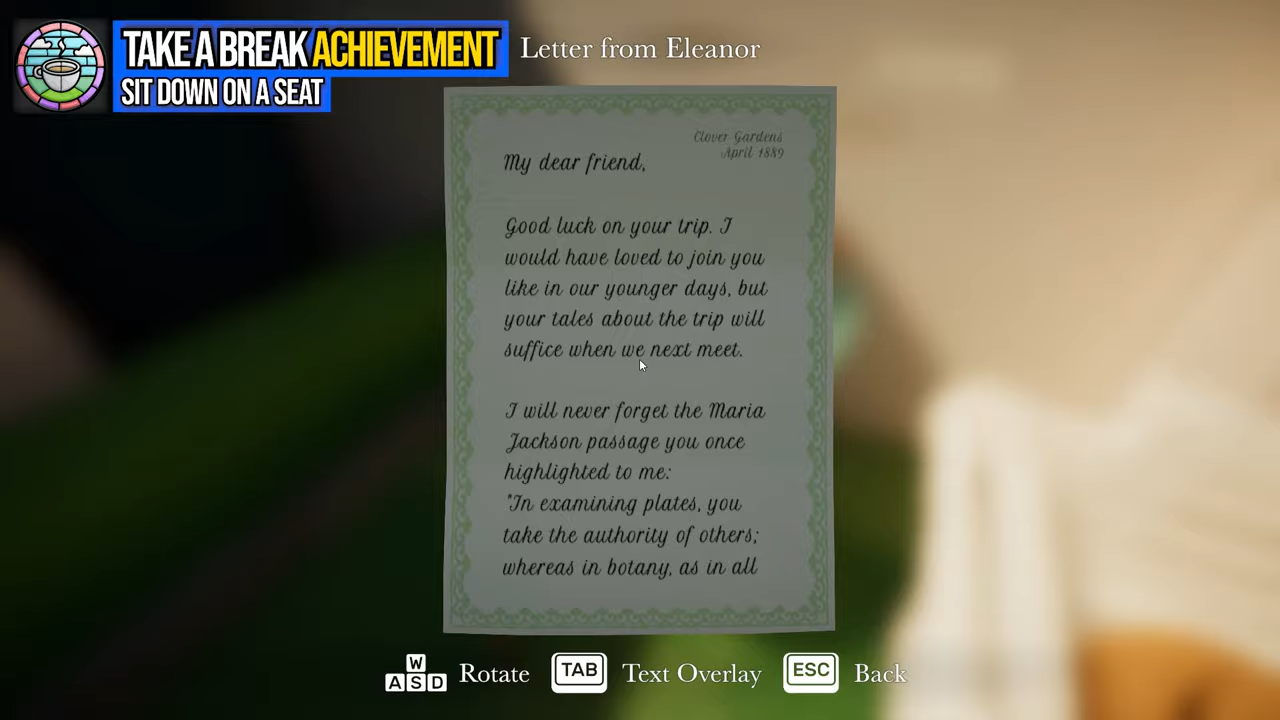 TAKE A BREAK ACHIEVEMENT
SIT DOWN ON A SEAT
Letter from Eleanor
Clover Gardens
April 1889
My dear friend,
Good luck on your trip. I
would have loved to join you
like in our younger days, but
your tales about the trip will
suffice when we next meet.
I will never forget the Maria
Jackson passage you once
highlighted to me:
"In examining plates, you
take the authority of others;
whereas in botany, as in all
W
A S D
Rotate
TAB
Text Overlay
ESC
Back